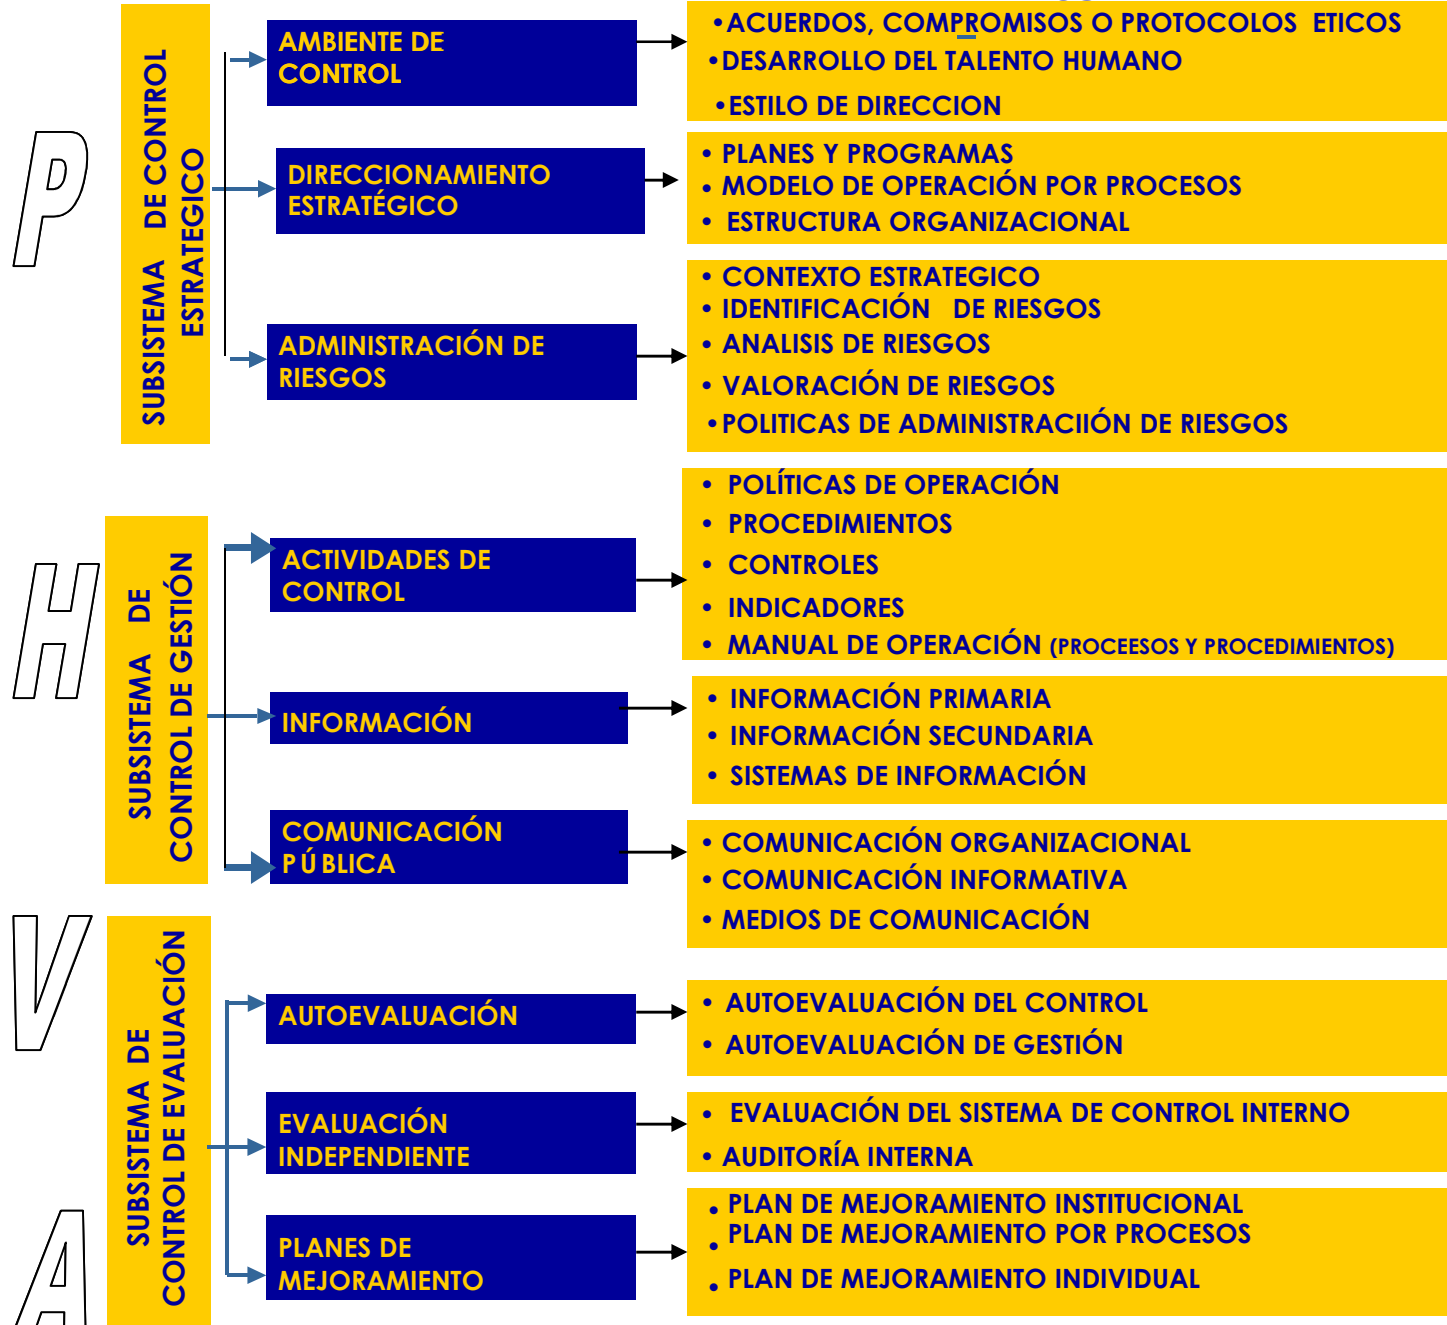 P
SUBSISTEMA DE CONTROL
ESTRATEGICO
AMBIENTE DE
CONTROL
•ACUERDOS, COMPROMISOS O PROTOCOLOS ETICOS
•DESARROLLO DEL TALENTO HUMANO
•ESTILO DE DIRECCION
DIRECCIONAMIENTO
ESTRATÉGICO
• PLANES Y PROGRAMAS
• MODELO DE OPERACIÓN POR PROCESOS
• ESTRUCTURA ORGANIZACIONAL
ADMINISTRACIÓN DE
RIESGOS
• CONTEXTO ESTRATEGICO
• IDENTIFICACIÓN DE RIESGOS
• ANALISIS DE RIESGOS
• VALORACIÓN DE RIESGOS
•POLITICAS DE ADMINISTRACIIÓN DE RIESGOS
H
SUBSISTEMA DE
CONTROL DE GESTIÓN
ACTIVIDADES DE
CONTROL
• POLÍTICAS DE OPERACIÓN
• PROCEDIMIENTOS
• CONTROLES
• INDICADORES
• MANUAL DE OPERACIÓN (PROCEESOS Y PROCEDIMIENTOS)
INFORMACIÓN
• INFORMACIÓN PRIMARIA
• INFORMACIÓN SECUNDARIA
• SISTEMAS DE INFORMACIÓN
COMUNICACIÓN
PÚBLICA
• COMUNICACIÓN ORGANIZACIONAL
• COMUNICACIÓN INFORMATIVA
• MEDIOS DE COMUNICACIÓN
V
A
SUBSISTEMA DE
CONTROL DE EVALUACIÓN
AUTOEVALUACIÓN
• AUTOEVALUACIÓN DEL CONTROL
• AUTOEVALUACIÓN DE GESTIÓN
EVALUACIÓN
INDEPENDIENTE
• EVALUACIÓN DEL SISTEMA DE CONTROL INTERNO
• AUDITORÍA INTERNA
PLANES DE
MEJORAMIENTO
• PLAN DE MEJORAMIENTO INSTITUCIONAL
• PLAN DE MEJORAMIENTO POR PROCESOS
• PLAN DE MEJORAMIENTO INDIVIDUAL